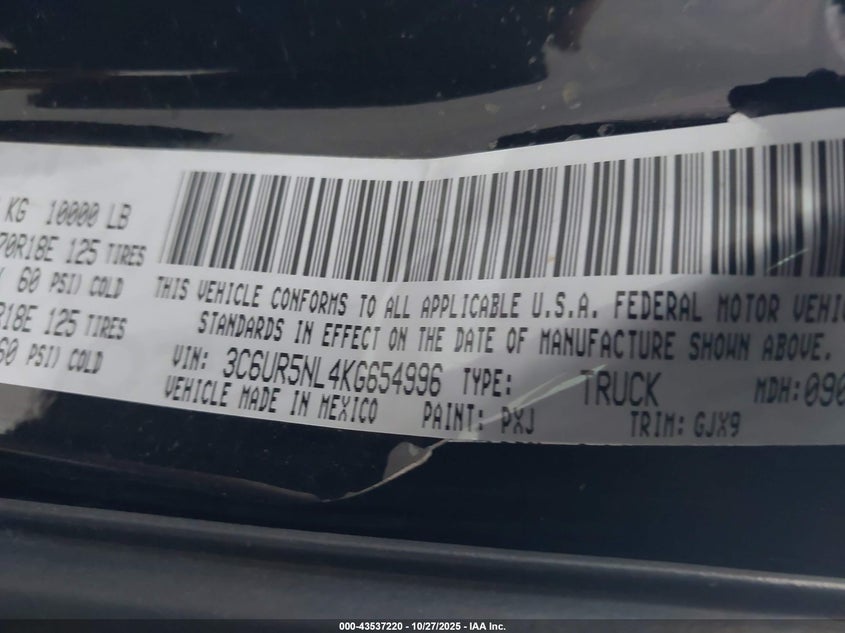 KG 10000 LB
70R18E 125 TIRES
60 PSI) COLD
R18E 125 TIRES
60 PSI) COLD
THIS VEHICLE CONFORMS TO ALL APPLICABLE U.S.A. FEDERAL MOTOR VEHIC
STANDARDS IN EFFECT ON THE DATE OF MANUFACTURE SHOWN ABOVE.
VIN: 3C6UR5NL4KG654996 TYPE: TRUCK MDH:090
VEHICLE MADE IN MEXICO PAINT: PXJ TRIM: GJX9
000-43537220 - 10/27/2025 - IAA Inc.